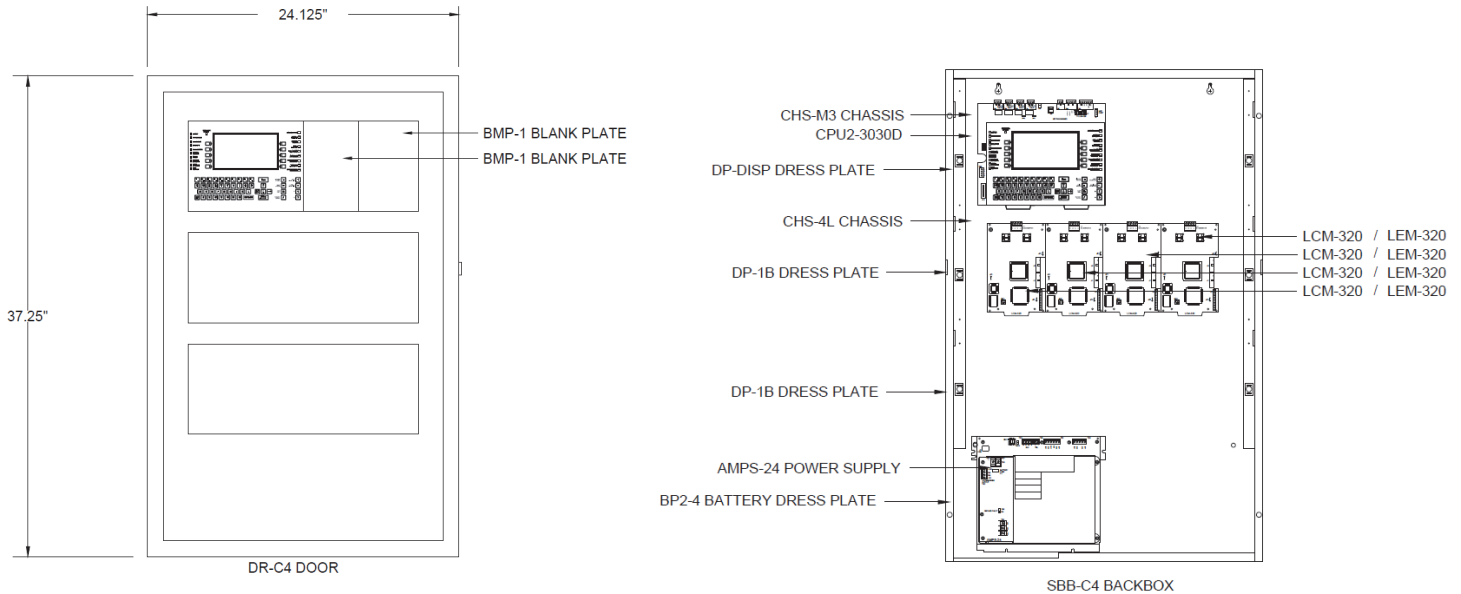 24.125"
37.25"
BMP-1 BLANK PLATE
BMP-1 BLANK PLATE
DR-C4 DOOR
CHS-M3 CHASSIS
CPU2-3030D
DP-DISP DRESS PLATE
CHS-4L CHASSIS
DP-1B DRESS PLATE
DP-1B DRESS PLATE
AMPS-24 POWER SUPPLY
BP2-4 BATTERY DRESS PLATE
LCM-320 / LEM-320
LCM-320 / LEM-320
LCM-320 / LEM-320
LCM-320 / LEM-320
SBB-C4 BACKBOX